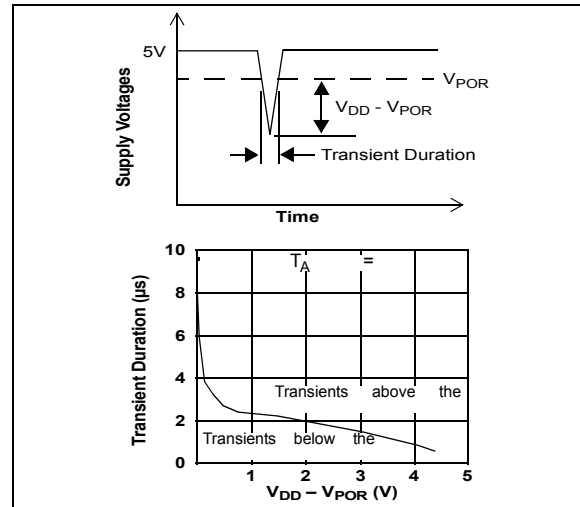 5V
VPOR
VDD - VPOR
Transient Duration
Supply Voltages
Time
10
TA =
8
6
4
Transients above the
2
Transients below the
0
1 2 3 4 5
Transient Duration (µs)
VDD – VPOR (V)